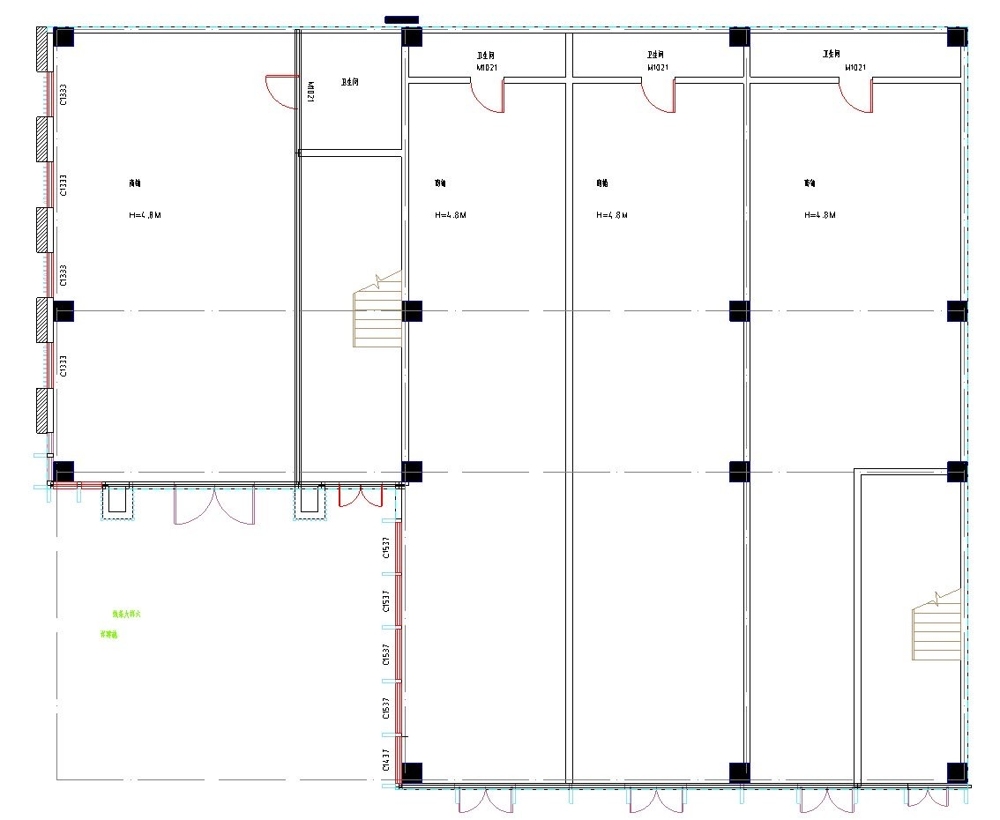 卫生间
M1021
卫生间
M1021
卫生间
M1021
卫生间
M1021
C1333
C1333
C1333
C1333
商铺
H=4.8M
商铺
H=4.8M
商铺
H=4.8M
商铺
H=4.8M
C1537
C1537
C1537
C1537
C1437